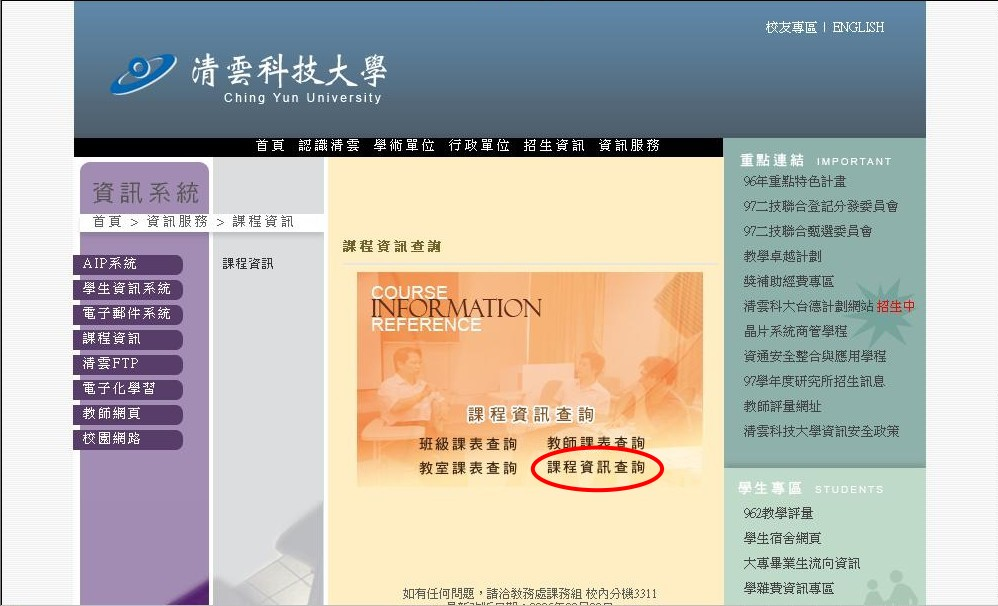 校友專區 | ENGLISH
清雲科技大學
Ching Yun University
首頁 認識清雲 學術單位 行政單位 招生資訊 資訊服務
資訊系統
首頁 > 資訊服務 > 課程資訊
AIP系統
學生資訊系統
電子郵件系統
課程資訊
清雲FTP
電子化學習
教師網頁
校園網路
課程資訊
課程資訊查詢
COURSE
INFORMATION
REFERENCE
課程資訊查詢
班級課表查詢 教師課表查詢
教室課表查詢 課程資訊查詢
如有任何問題，請洽教務處課務組 校內分機3311
重點連結 IMPORTANT
96年重點特色計畫
97二技聯合登記分發委員會
97二技聯合甄選委員會
教學卓越計劃
獎補助經費專區
清雲科大台德計劃網站 招生中
晶片系統商管學程
資通安全整合與應用學程
97學年度研究所招生訊息
教師評量網址
清雲科技大學資訊安全政策
學生專區 STUDENTS
962教學評量
學生宿舍網頁
大專畢業生流向資訊
學雜費資訊專區